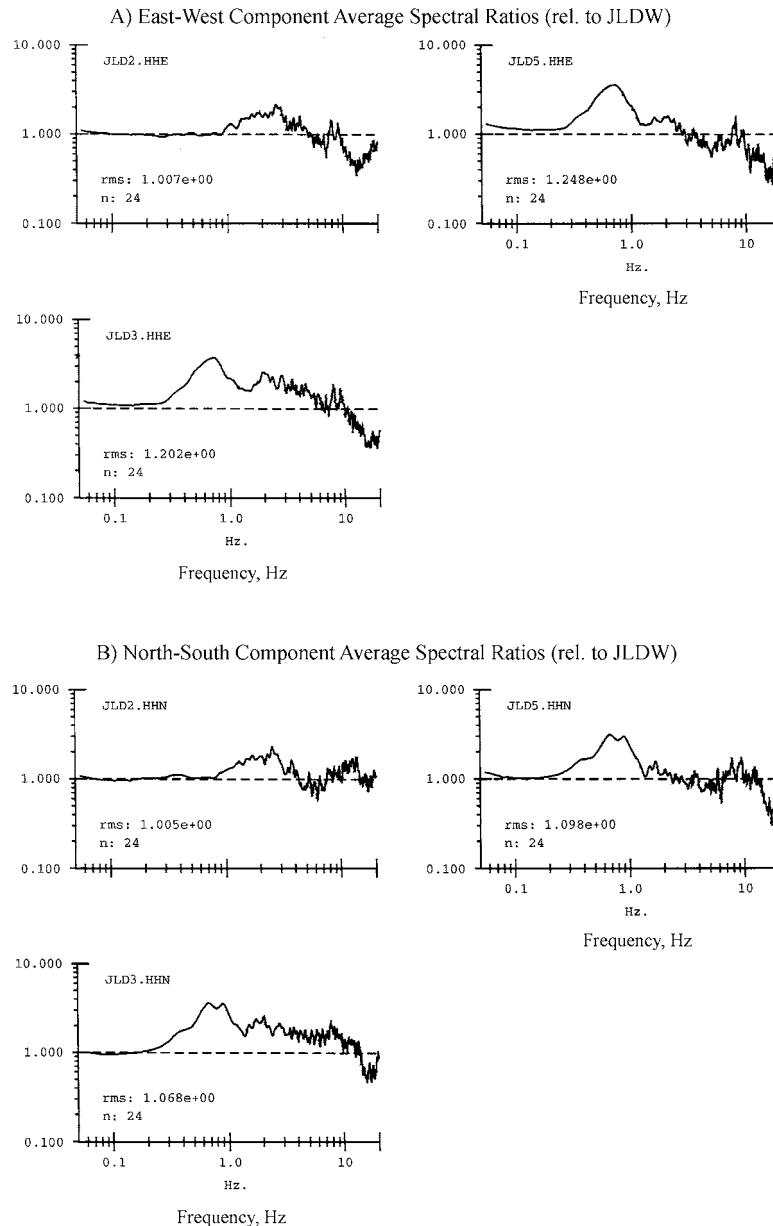 A) East-West Component Average Spectral Ratios (rel. to JLDW)
10.000
JLD2.HHE
1.000
rms: 1.007e+00
n: 24
0.100
10.000
JLD5.HHE
1.000
rms: 1.248e+00
n: 24
0.100
0.1
1.0
10
Hz.
Frequency, Hz
10.000
JLD3.HHE
1.000
rms: 1.202e+00
n: 24
0.100
0.1
1.0
10
Hz.
Frequency, Hz
B) North-South Component Average Spectral Ratios (rel. to JLDW)
10.000
JLD2.HHN
1.000
rms: 1.005e+00
n: 24
0.100
10.000
JLD5.HHN
1.000
rms: 1.098e+00
n: 24
0.100
0.1
1.0
10
Hz.
Frequency, Hz
10.000
JLD3.HHN
1.000
rms: 1.068e+00
n: 24
0.100
0.1
1.0
10
Hz.
Frequency, Hz